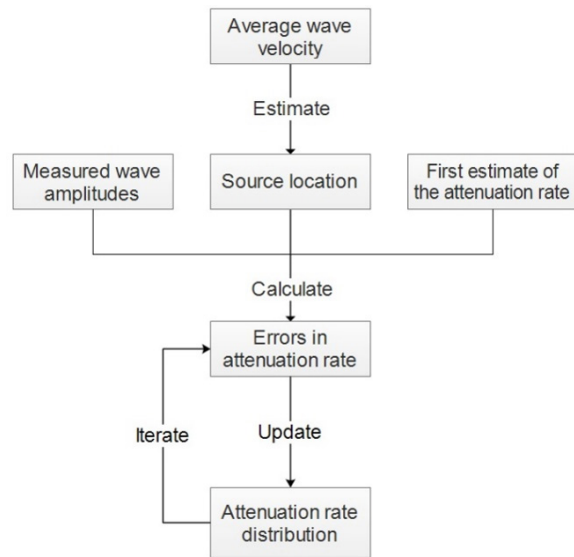 Average wave
velocity
Estimate
Measured wave
amplitudes
Source location
First estimate of
the attenuation rate
Calculate
Errors in
attenuation rate
Iterate
Update
Attenuation rate
distribution